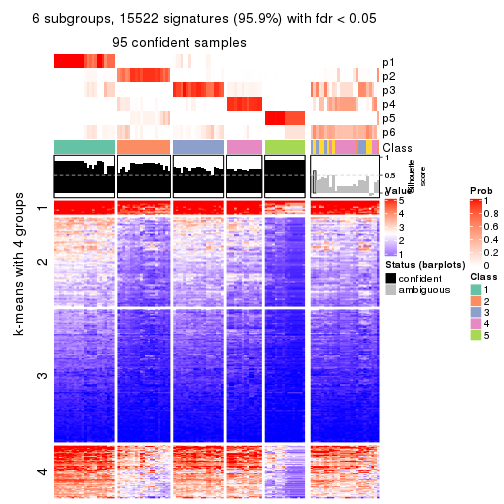 6 subgroups, 15522 signatures (95.9%) with fdr < 0.05
95 confident samples
p1
p2
p3
p4
p5
p6
Class
1
0.5
0
Silhouette
score
k-means with 4 groups
1
2
3
4
Value
5
4
3
2
1
Status (barplots)
confident
ambiguous
Prob
1
0.8
0.6
0.4
0.2
0
Class
1
2
3
4
5